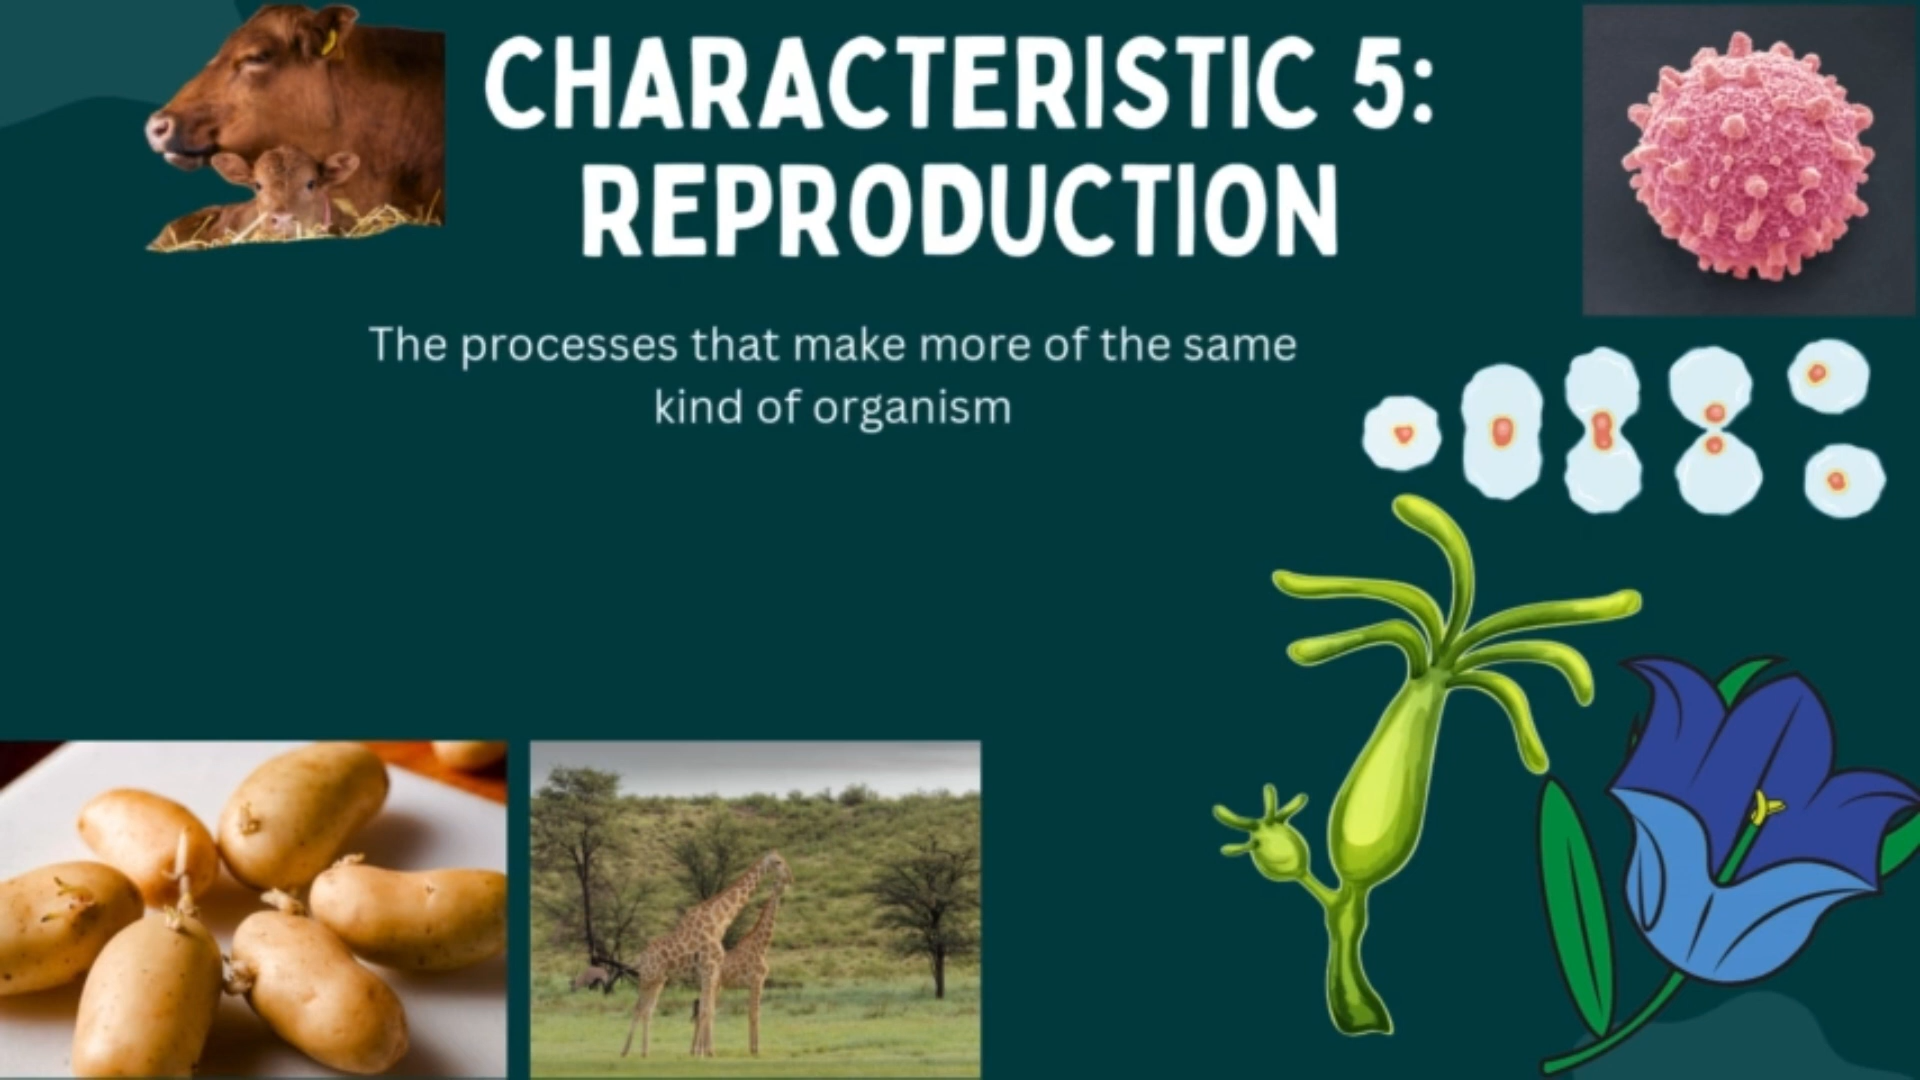 CHARACTERISTIC 5:
REPRODUCTION
The processes that make more of the same
kind of organism